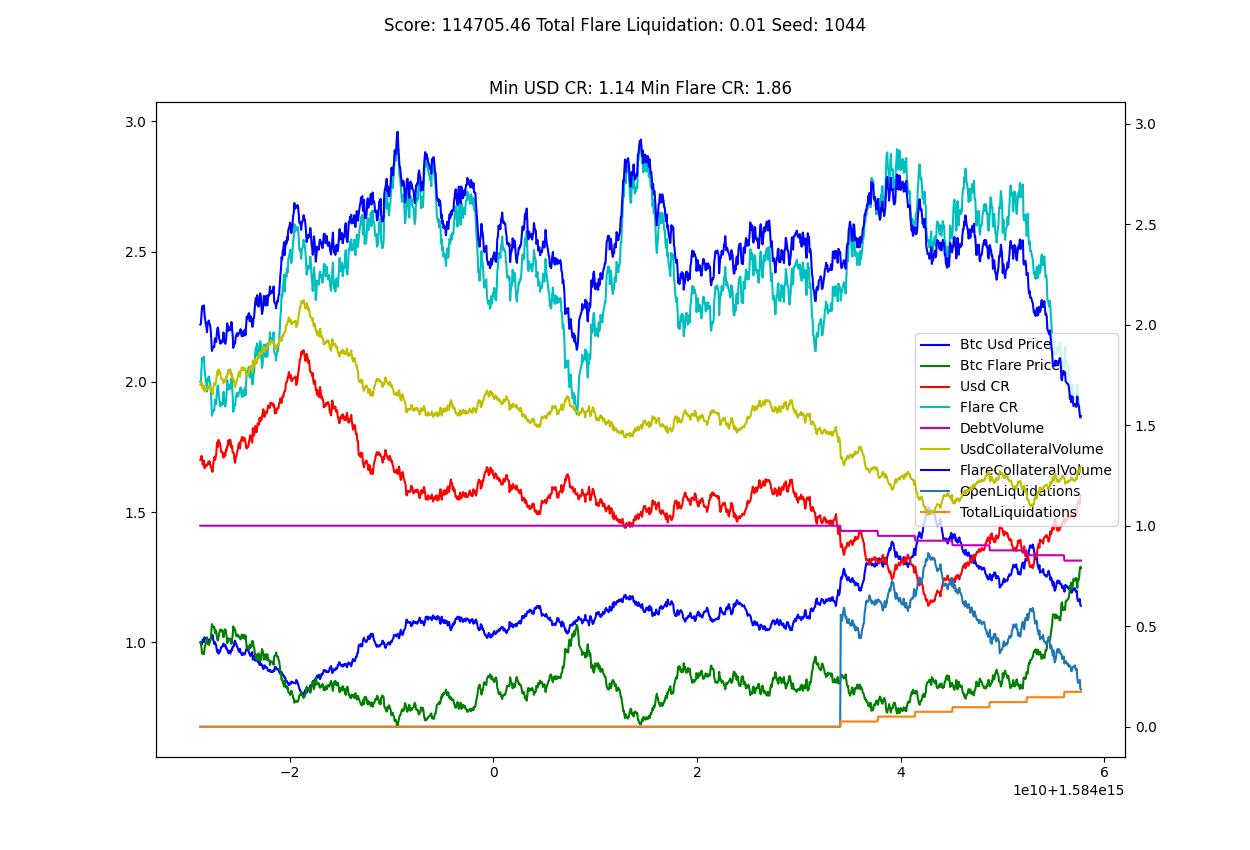 Score: 114705.46 Total Flare Liquidation: 0.01 Seed: 1044
Min USD CR: 1.14 Min Flare CR: 1.86
3.0
2.5
2.0
1.5
1.0
3.0
2.5
2.0
1.5
1.0
0.5
0.0
Btc Usd Price
Btc Flare Price
Usd CR
Flare CR
DebtVolume
UsdCollateralVolume
FlareCollateralVolume
OpenLiquidations
TotalLiquidations
−2 0 2 4 6
1e10+1.584e15